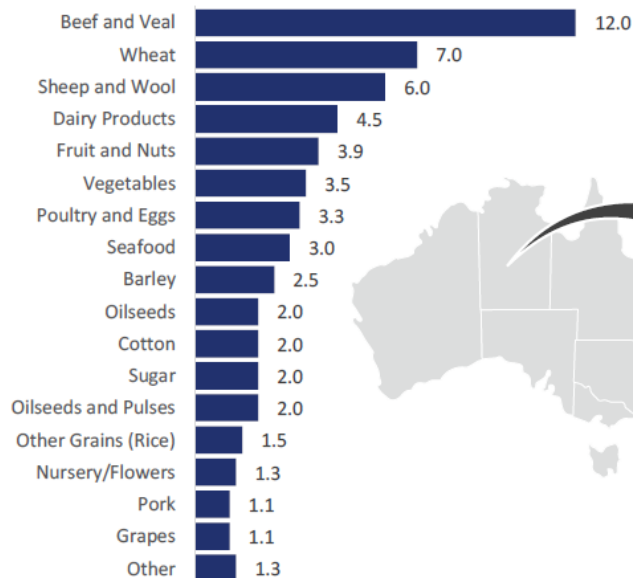 Beef and Veal 12.0
Wheat 7.0
Sheep and Wool 6.0
Dairy Products 4.5
Fruit and Nuts 3.9
Vegetables 3.5
Poultry and Eggs 3.3
Seafood 3.0
Barley 2.5
Oilseeds 2.0
Cotton 2.0
Sugar 2.0
Oilseeds and Pulses 2.0
Other Grains (Rice) 1.5
Nursery/Flowers 1.3
Pork 1.1
Grapes 1.1
Other 1.3